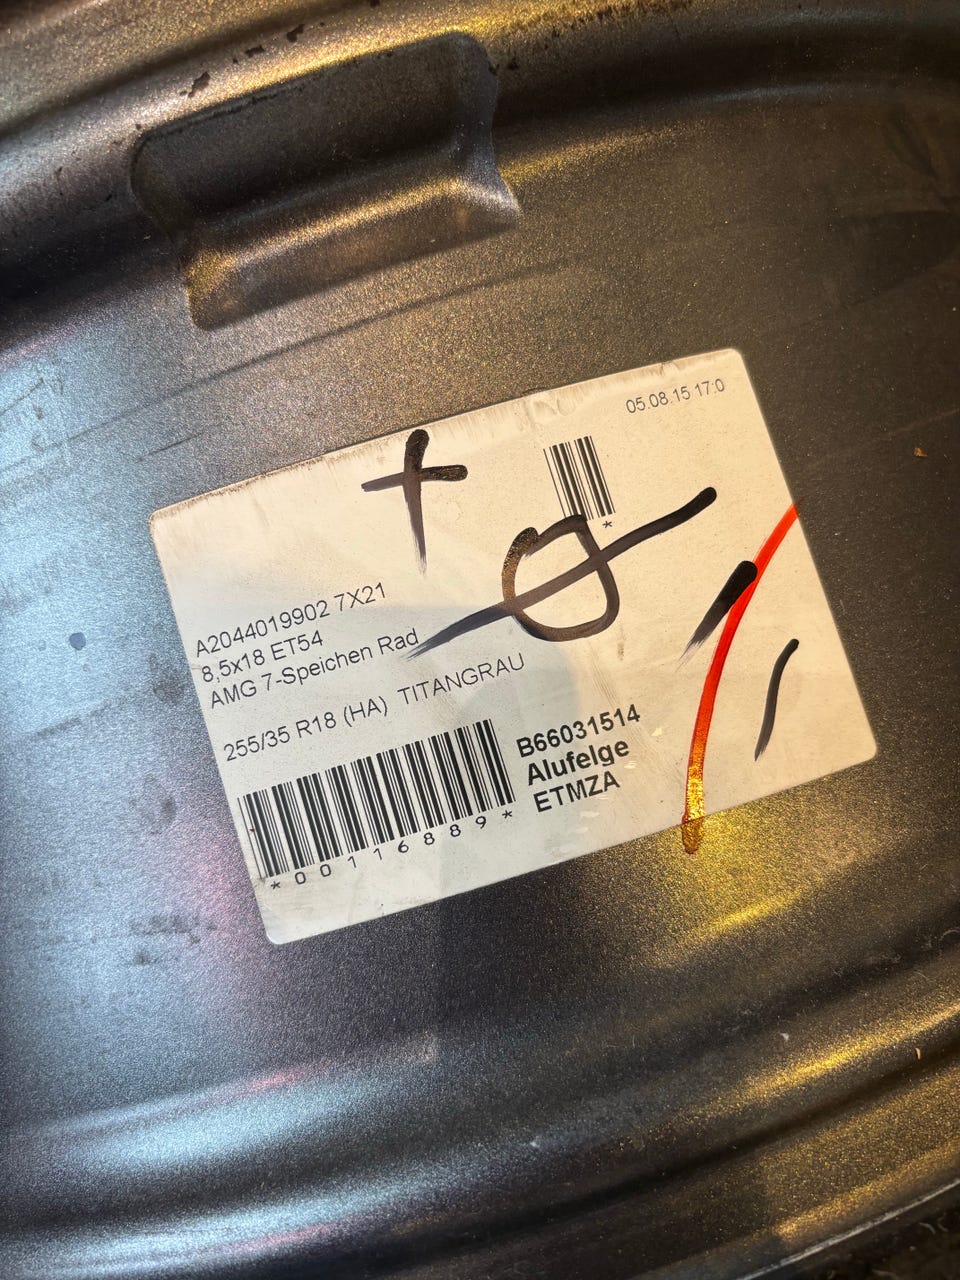 05.08.15 17:0
*
A2044019902 7X21
8,5x18 ET54
AMG 7-Speichen Rad
255/35 R18 (HA) TITANGRAU
B66031514
Alufelge
ETMZA
*00116889*